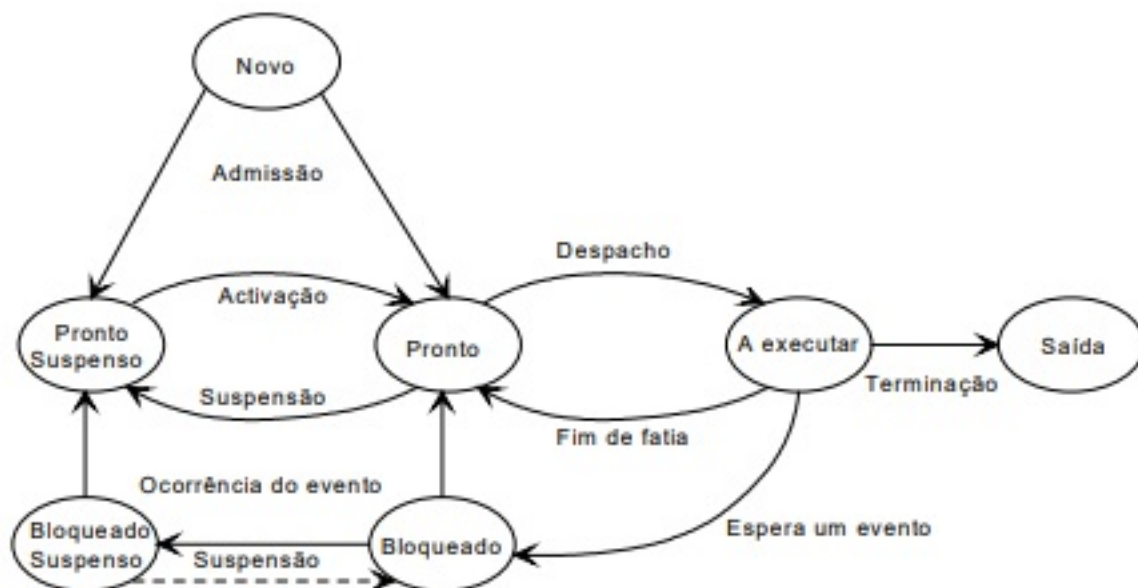 Novo
Admissão
Despacho
Activação
Pronto
Suspenso
Pronto
A executar
Saída
Terminação
Suspensão
Fim de fatia
Ocorrência do evento
Espera um evento
Bloqueado
Suspenso
Suspensão
Bloqueado